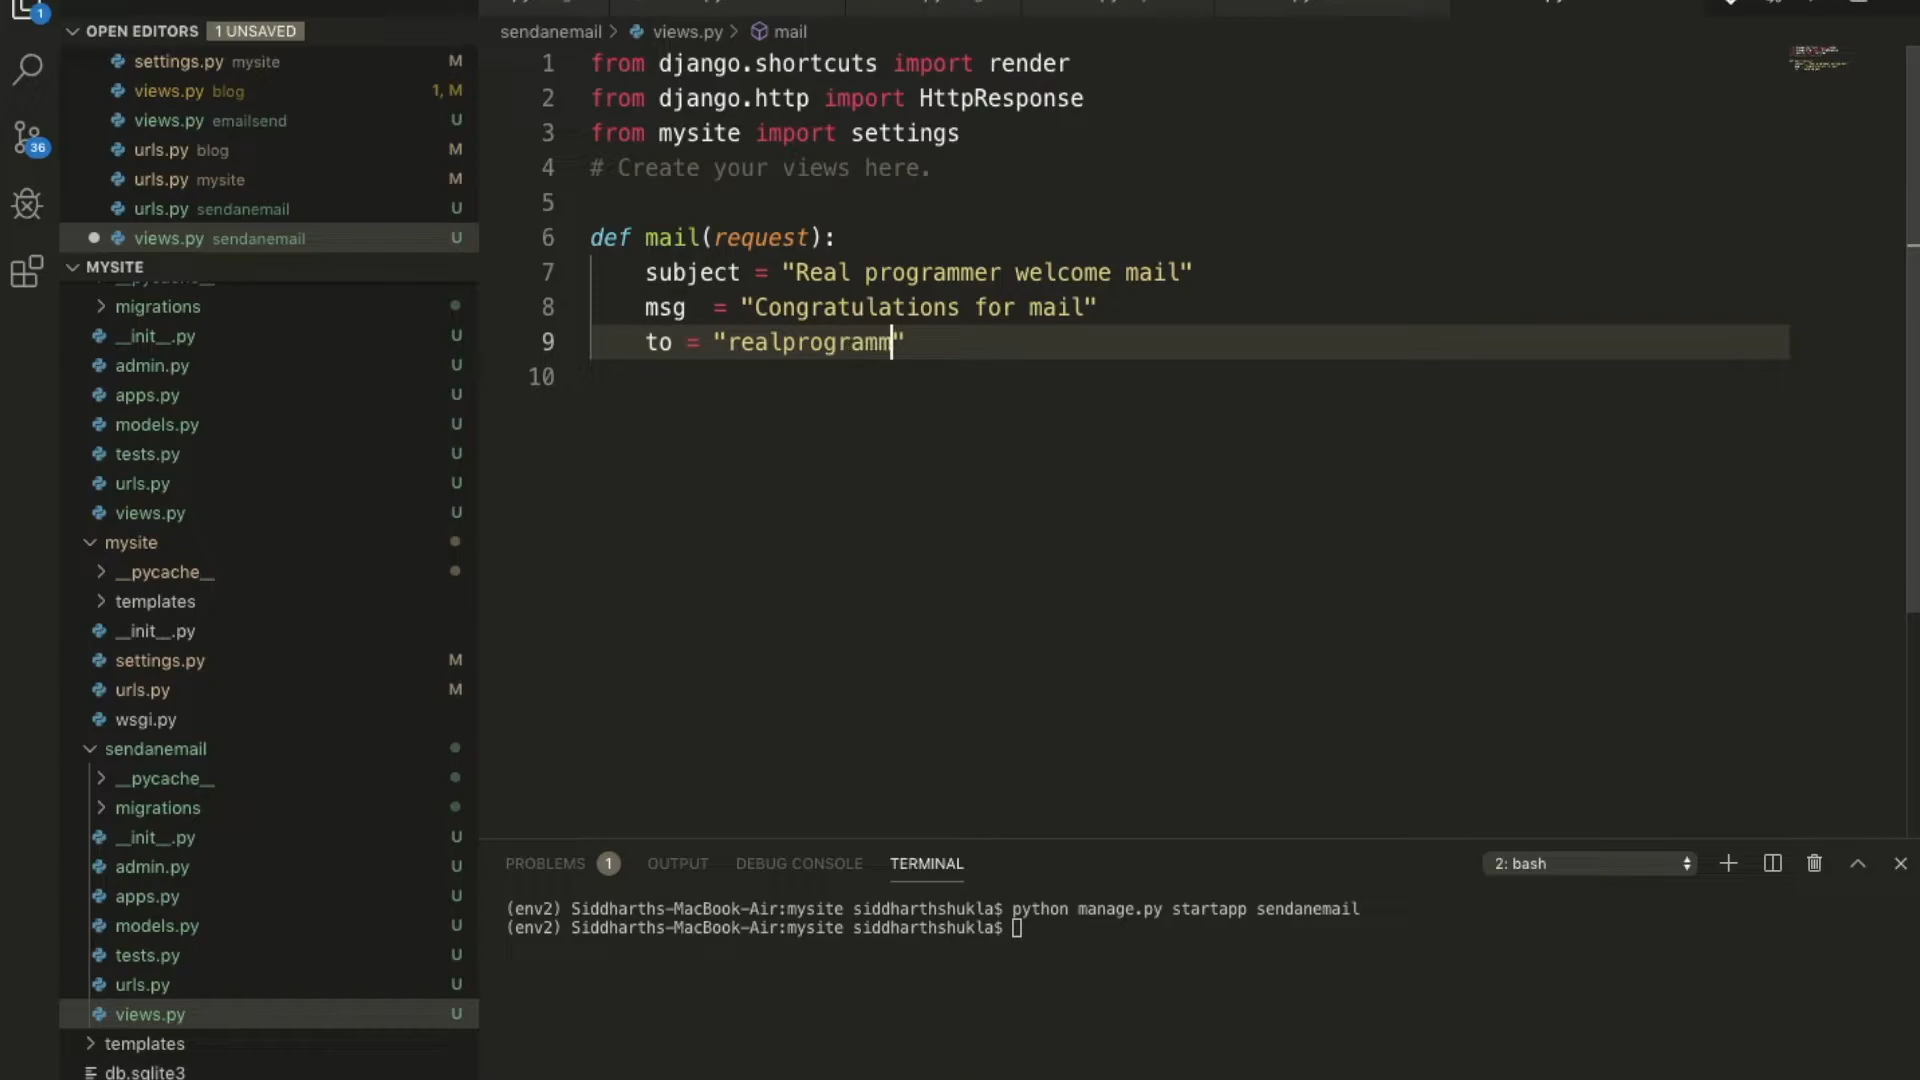 1
OPEN EDITORS 1 UNSAVED
settings.py mysite M
views.py blog 1, M
views.py emailsend U
urls.py blog M
urls.py mysite M
urls.py sendanemail U
views.py sendanemail U
MYSITE
migrations
__init__.py U
admin.py U
apps.py U
models.py U
tests.py U
urls.py U
views.py U
mysite
__pycache__
templates
__init__.py
settings.py M
urls.py M
wsgi.py
sendanemail
__pycache__
migrations
__init__.py U
admin.py U
apps.py U
models.py U
tests.py U
urls.py U
views.py U
templates
db.sqlite3
36
sendanemail > views.py > mail
1 from django.shortcuts import render
2 from django.http import HttpResponse
3 from mysite import settings
4 # Create your views here.
5
6 def mail(request):
7 subject = "Real programmer welcome mail"
8 msg  = "Congratulations for mail"
9 to = "realprogramm"
10
PROBLEMS 1 OUTPUT DEBUG CONSOLE TERMINAL 2: bash
(env2) Siddharths-MacBook-Air:mysite siddharthshukla$ python manage.py startapp sendanemail
(env2) Siddharths-MacBook-Air:mysite siddharthshukla$